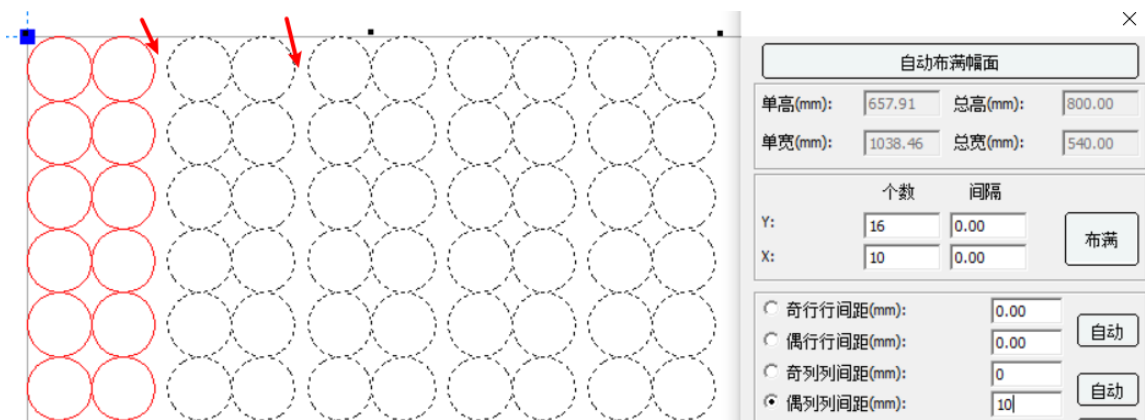 自动布满幅面
单高(mm): 657.91 总高(mm): 800.00
单宽(mm): 1038.46 总宽(mm): 540.00
个数 间隔
Y: 16 0.00
布满
X: 10 0.00
奇行行间距(mm): 0.00
自动
偶行行间距(mm): 0.00
奇列列间距(mm): 0
自动
偶列列间距(mm): 10